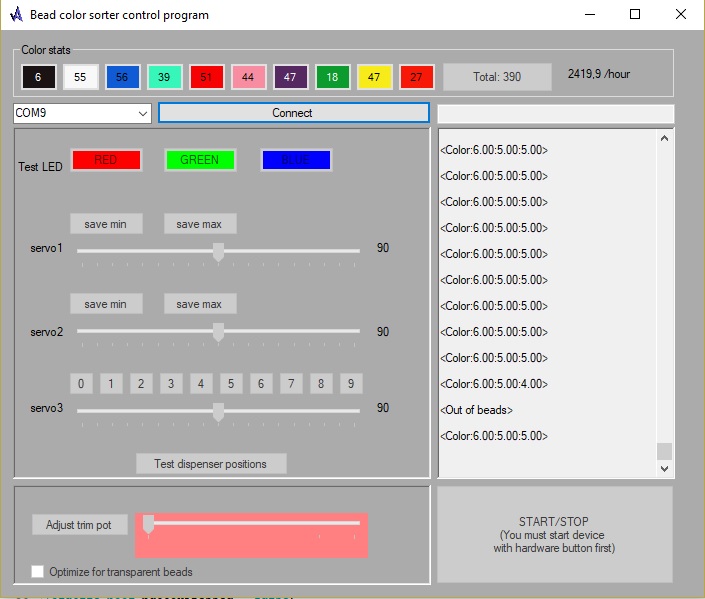 Bead color sorter control program
Color stats
6 55 56 39 51 44 47 18 47 27 Total: 390 2419,9 /hour
COM9 Connect
Test LED RED GREEN BLUE
save min save max
servo1 90
save min save max
servo2 90
0 1 2 3 4 5 6 7 8 9
servo3 90
Test dispenser positions
<Color:6.00:5.00:5.00>
<Color:6.00:5.00:5.00>
<Color:6.00:5.00:5.00>
<Color:6.00:5.00:5.00>
<Color:6.00:5.00:5.00>
<Color:6.00:5.00:5.00>
<Color:6.00:5.00:5.00>
<Color:6.00:5.00:5.00>
<Color:6.00:5.00:5.00>
<Color:6.00:5.00:4.00>
<Out of beads>
<Color:6.00:5.00:5.00>
Adjust trim pot
Optimize for transparent beads
START/STOP
(You must start device
with hardware button first)